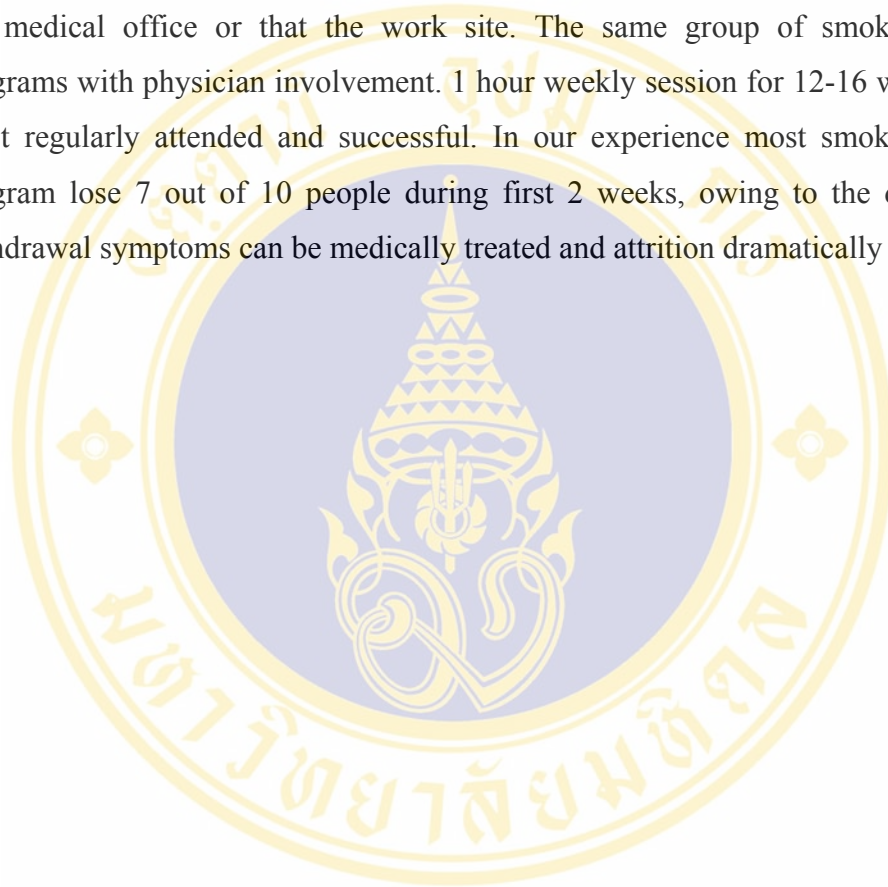 medical office or that the work site. The same group of smok
grams with physician involvement. 1 hour weekly session for 12-16 w
t regularly attended and successful. In our experience most smok
gram lose 7 out of 10 people during first 2 weeks, owing to the
ndrawal symptoms can be medically treated and attrition dramatically
มหาวิทยาลัยมหิดล